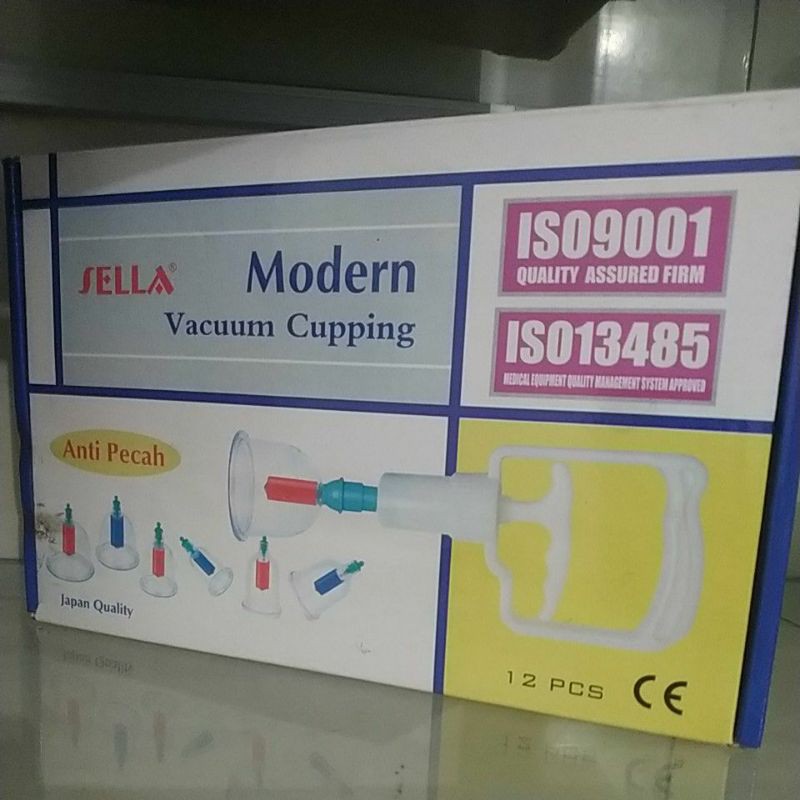 SELLA®
Modern
Vacuum Cupping
ISO9001
QUALITY ASSURED FIRM
ISO13485
MEDICAL EQUIPMENT QUALITY MANAGEMENT SYSTEM APPROVED
Anti Pecah
Japan Quality
12 PCS CE